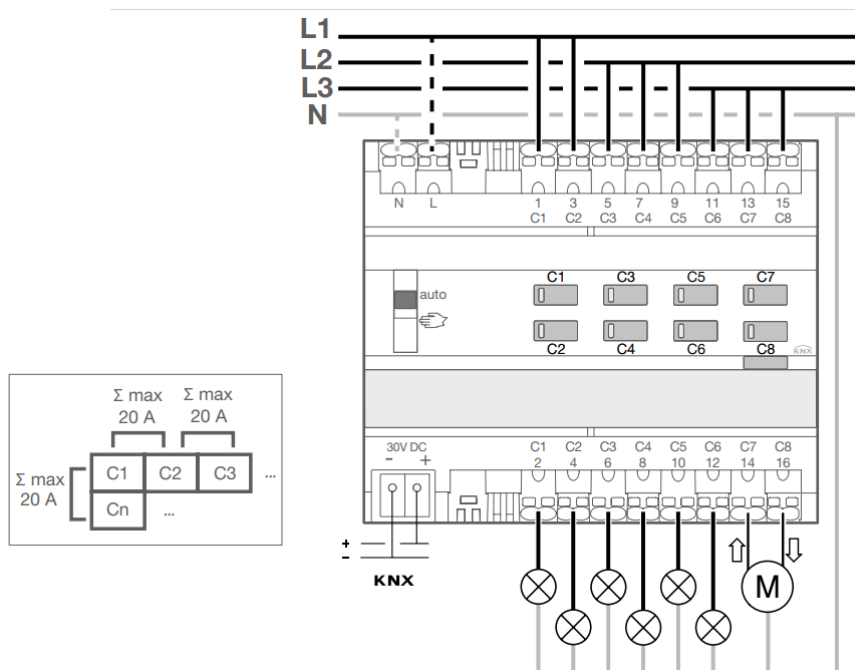 L1
L2
L3
N
N L 1 3 5 7 9 11 13 15
C1 C2 C3 C4 C5 C6 C7 C8
auto
C1 C3 C5 C7
C2 C4 C6 C8 KNX
30V DC
- +
C1 C2 C3 C4 C5 C6 C7 C8
2 4 6 8 10 12 14 16
+
-
KNX
M
Σ max Σ max
20 A 20 A
Σ max
20 A
C1 C2 C3 ...
Cn ...